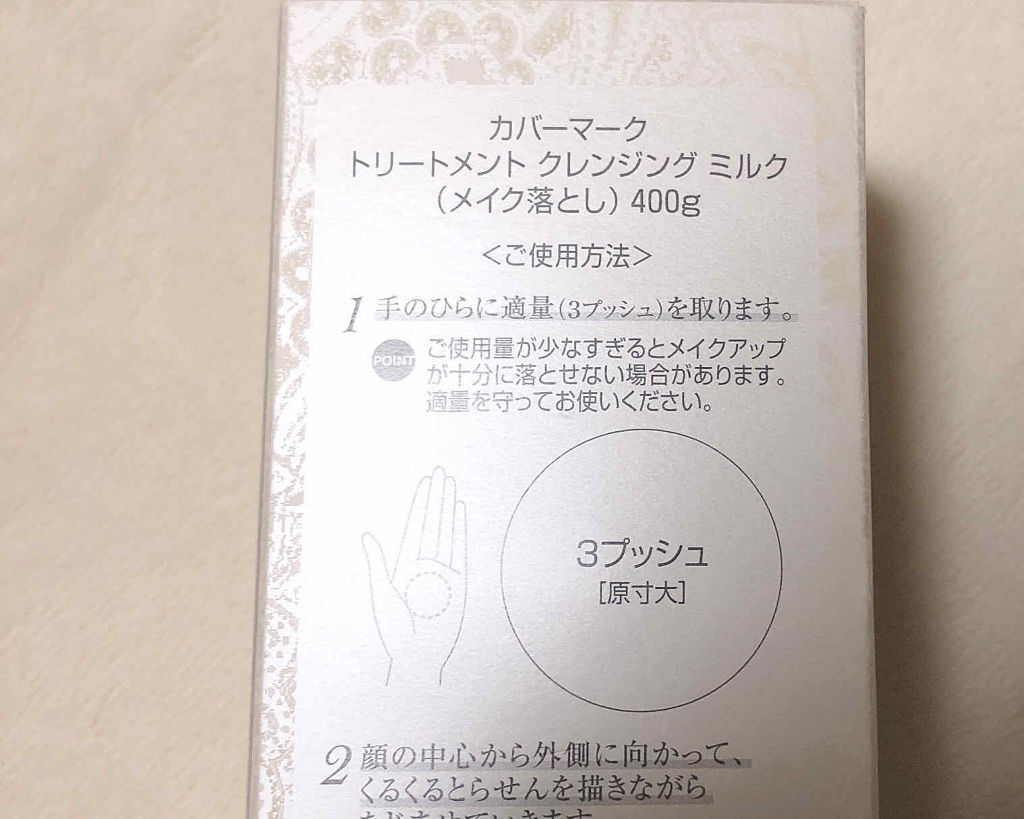 カバーマーク
トリートメント クレンジング ミルク
（メイク落とし）400g
＜ご使用方法＞
1 手のひらに適量(3プッシュ)を取ります。
POINT ご使用量が少なすぎるとメイクアップ
が十分に落とせない場合があります。
適量を守ってお使いください。
3プッシュ
[原寸大]
2 顔の中心から外側に向かって、
くるくるとらせんを描きながら